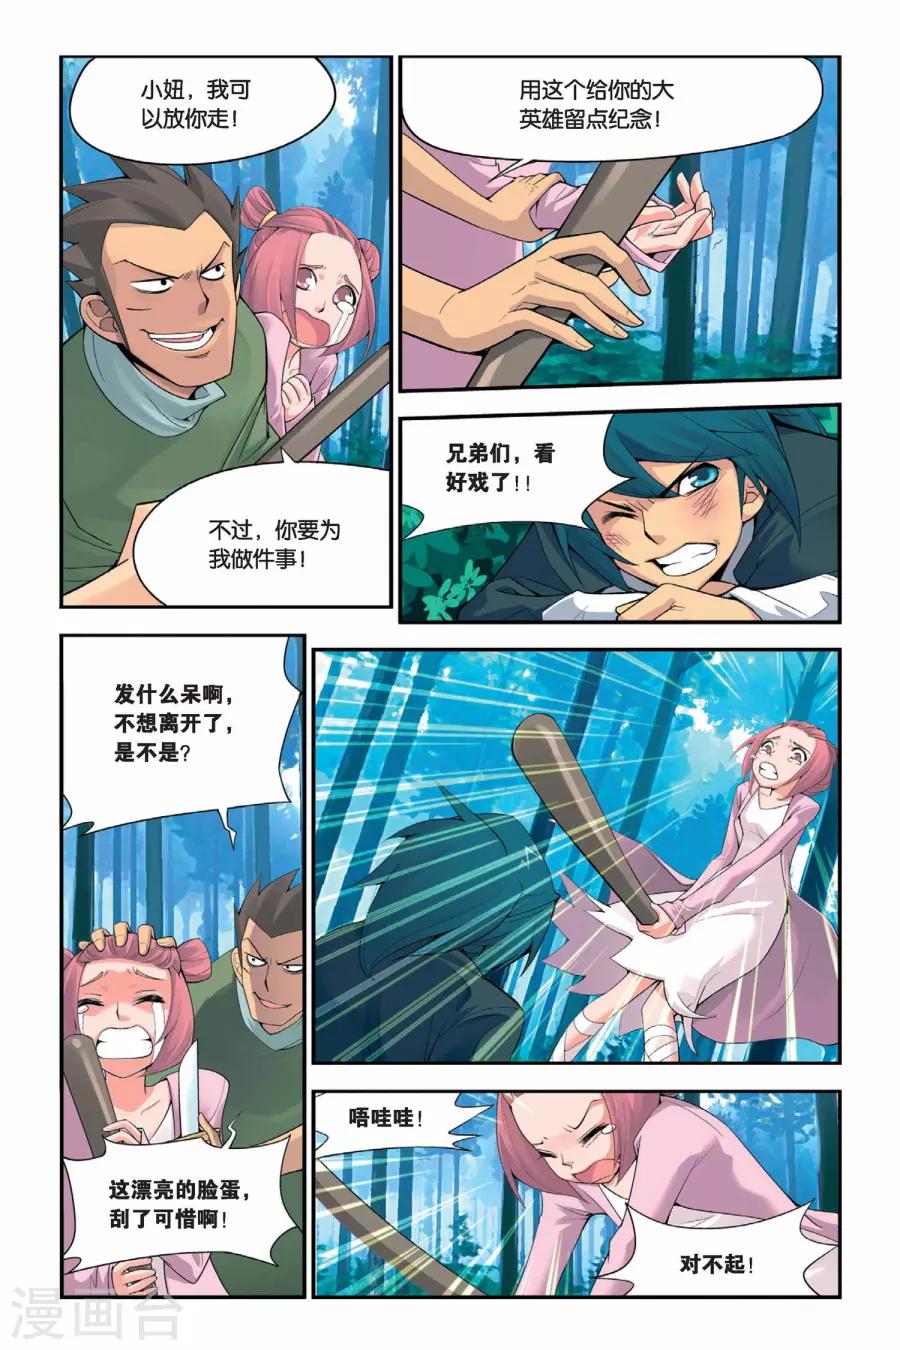 小妞，我可
以放你走！
不过，你要为
我做件事！
用这个给你的大
英雄留点纪念！
兄弟们，看
好戏了！！
发什么呆啊，
不想离开了，
是不是？
这漂亮的脸蛋，
刮了可惜啊！
唔哇哇！
对不起！
漫画台